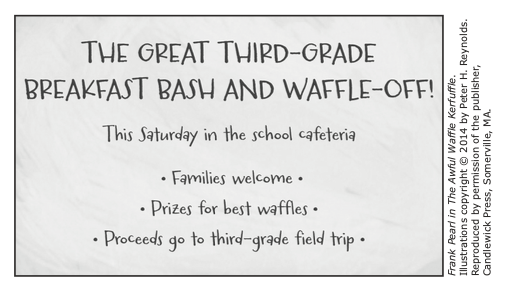 THE GREAT THIRD-GRADE
BREAKFAST BASH AND WAFFLE-OFF!
This Saturday in the school cafeteria
• Families welcome •
• Prizes for best waffles •
• Proceeds go to third-grade field trip •
Frank Pearl in The Awful Waffle Kerfuffle.
Illustrations copyright © 2014 by Peter H. Reynolds.
Reproduced by permission of the publisher,
Candlewick Press, Somerville, MA.